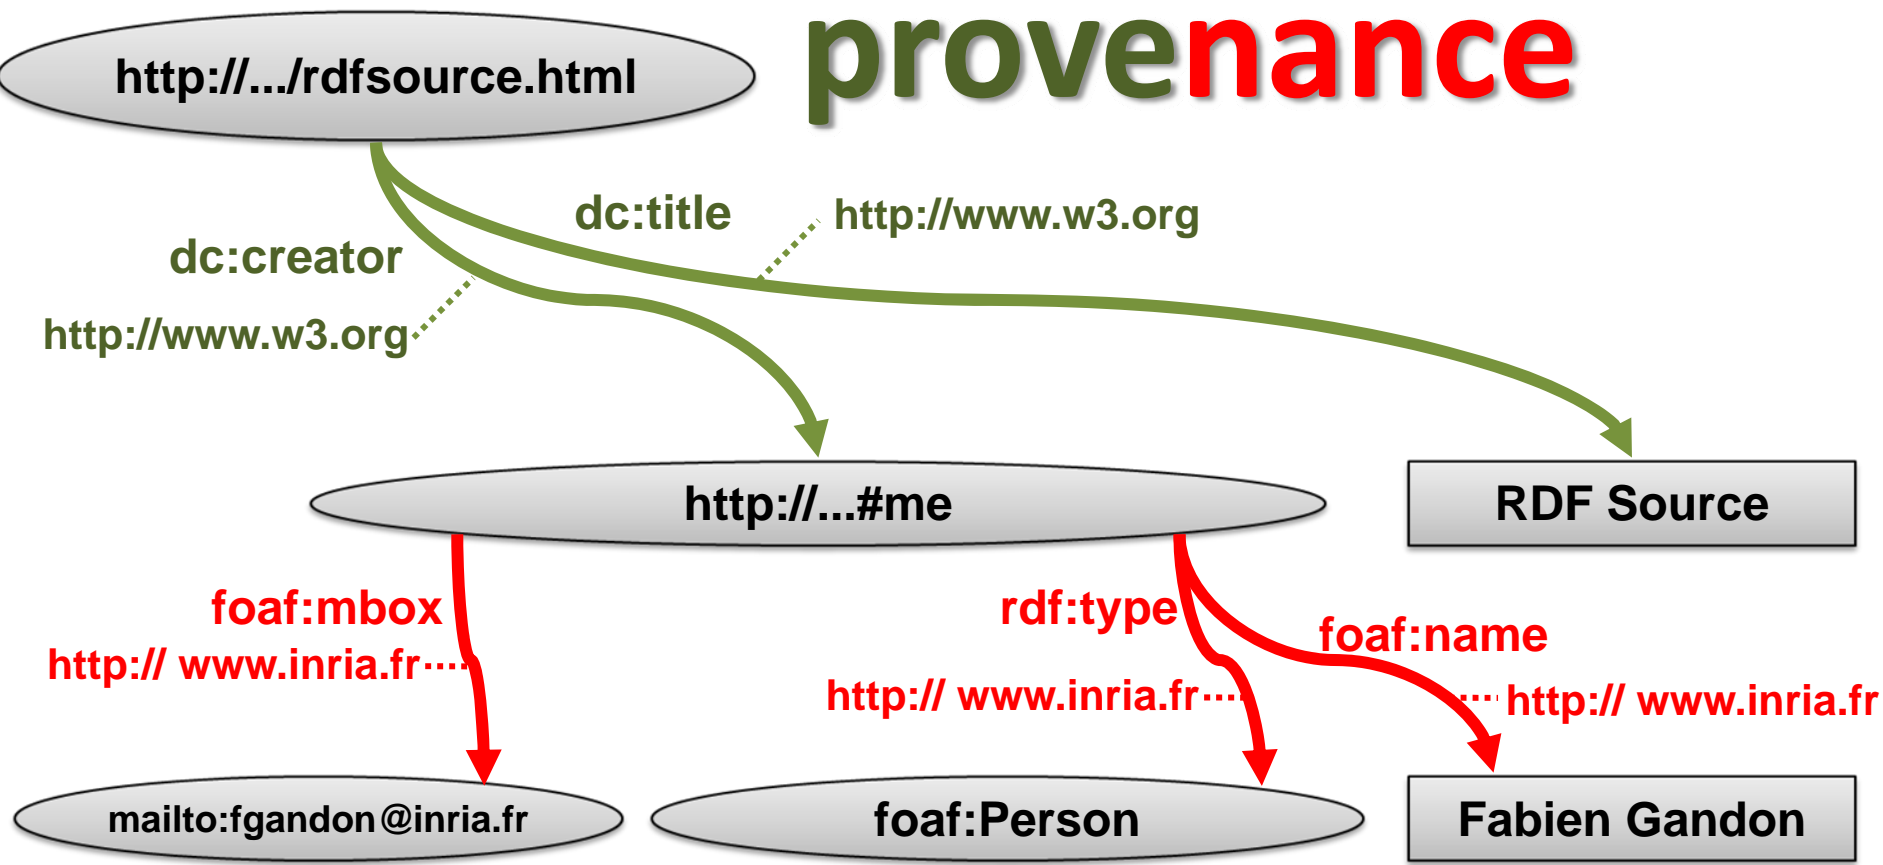 provenance
http://.../rdfsource.html
dc:title
http://www.w3.org
dc:creator
http://www.w3.org
http://...#me
RDF Source
foaf:mbox
http:// www.inria.fr
rdf:type
http:// www.inria.fr
foaf:name
http:// www.inria.fr
mailto:fgandon@inria.fr
foaf:Person
Fabien Gandon